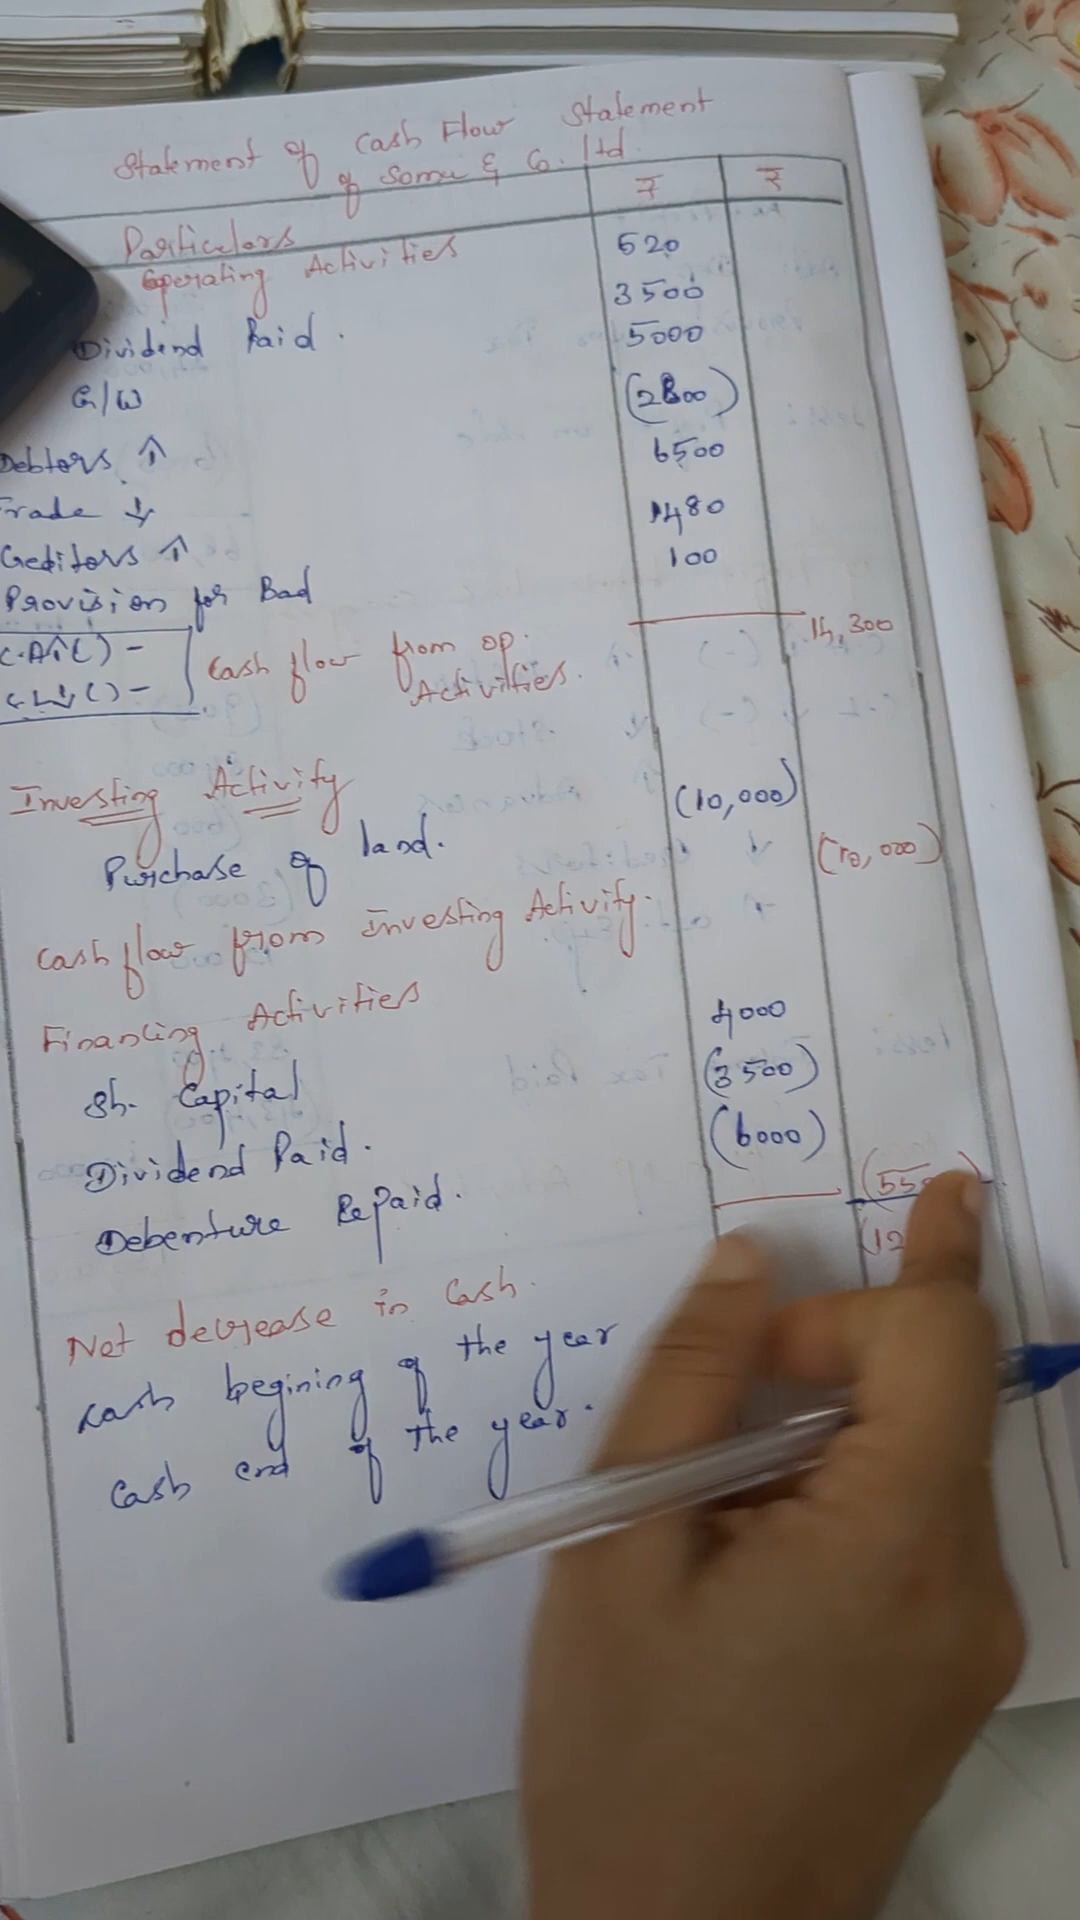 Statement of Cash Flow Statement
of Somu & Co. ltd.
Particulars ₹ ₹
Operating Activities 520
Dividend Paid. 3500
G/W 5000
Debtors ↑ (2800)
Trade ↓ 6500
Creditors ↑ 1480
Provision for Bad 100
C.A↑(-) -
C.L↓(-) -
Cash flow from op. Activities. 14,300
Investing Activity
Purchase of land. (10,000)
Cash flow from Investing Activity. (10,000)
Financing Activities
Sh. Capital 4000
Dividend Paid. (3500)
Debenture RePaid. (6000)
Net decrease in Cash.
Cash begining of the year
Cash end of the year.